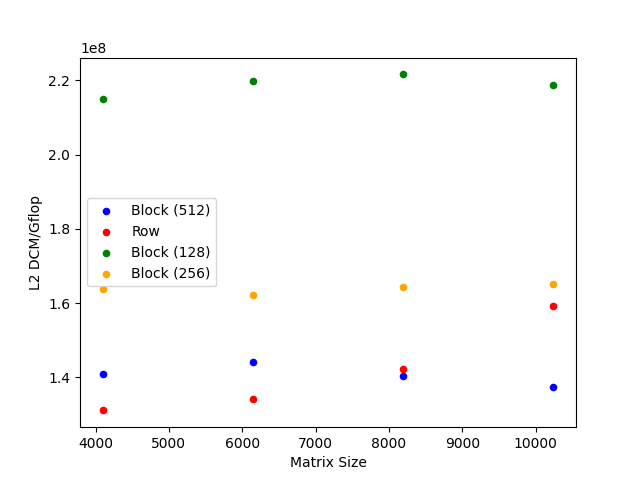 1e8
2.2
2.0
1.8
1.6
1.4
L2 DCM/Gflop
Block (512)
Row
Block (128)
Block (256)
4000 5000 6000 7000 8000 9000 10000
Matrix Size